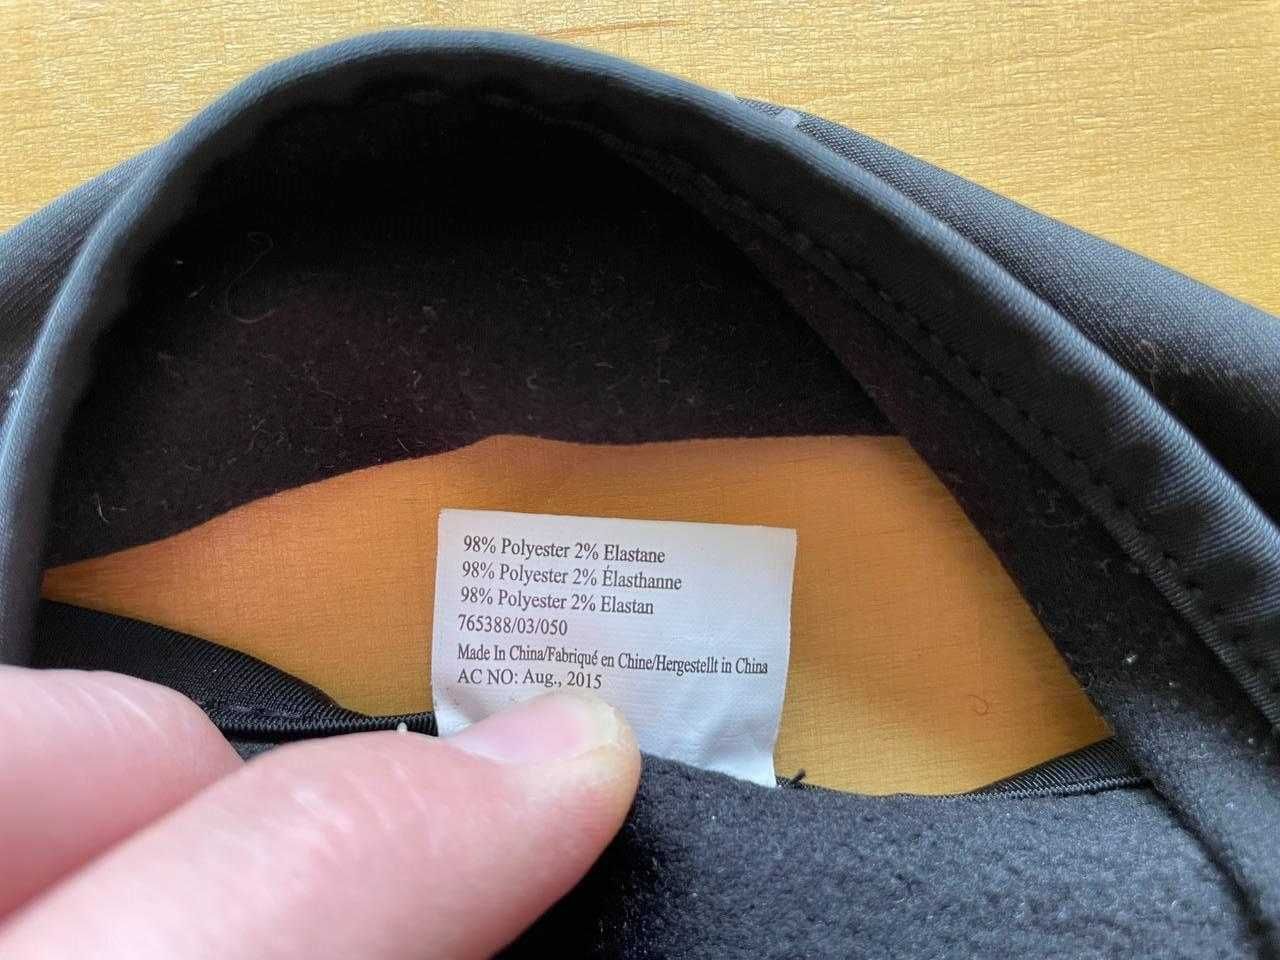 98% Polyester 2% Elastane
98% Polyester 2% Élasthanne
98% Polyester 2% Elastan
765388/03/050
Made In China/Fabriqué en Chine/Hergestellt in China
AC NO: Aug., 2015